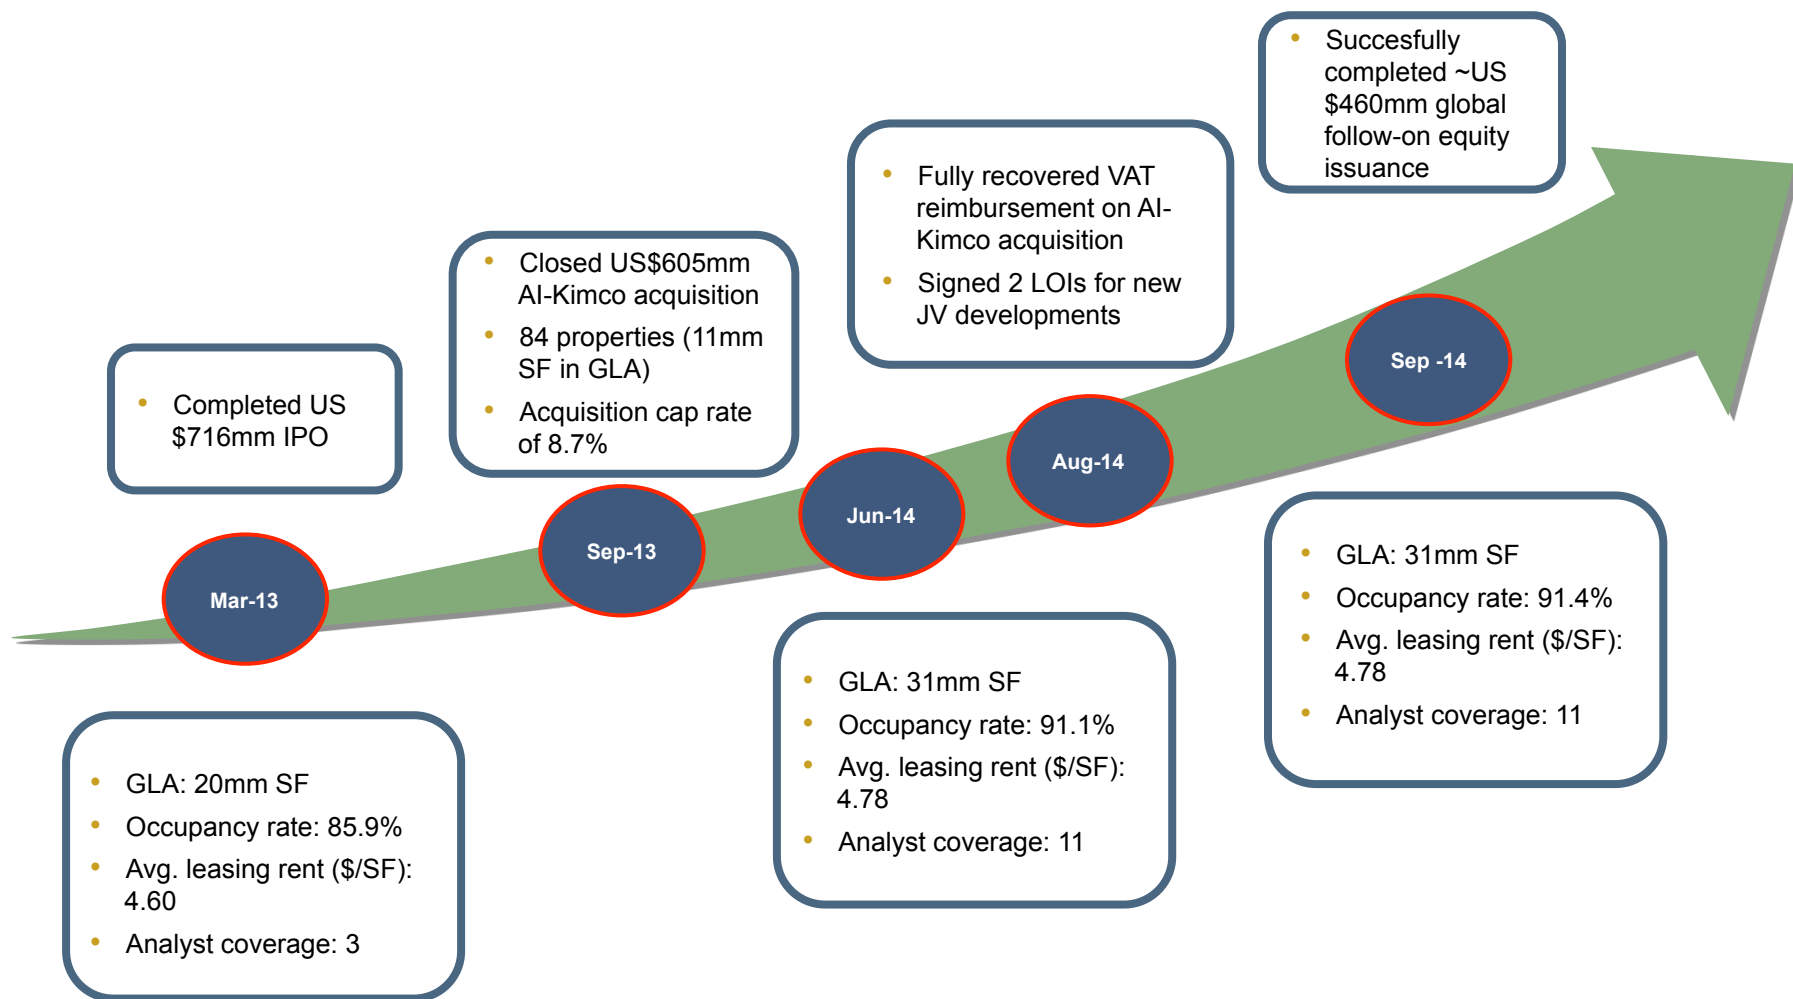 • Succesfully
completed ~US
$460mm global
follow-on equity
issuance
• Fully recovered VAT
reimbursement on AI-
Kimco acquisition
• Signed 2 LOIs for new
JV developments
• Closed US$605mm
AI-Kimco acquisition
• 84 properties (11mm
SF in GLA)
• Acquisition cap rate
of 8.7%
• Completed US
$716mm IPO
Mar-13
Sep-13
Jun-14
Aug-14
Sep -14
• GLA: 20mm SF
• Occupancy rate: 85.9%
• Avg. leasing rent ($/SF):
4.60
• Analyst coverage: 3
• GLA: 31mm SF
• Occupancy rate: 91.1%
• Avg. leasing rent ($/SF):
4.78
• Analyst coverage: 11
• GLA: 31mm SF
• Occupancy rate: 91.4%
• Avg. leasing rent ($/SF):
4.78
• Analyst coverage: 11